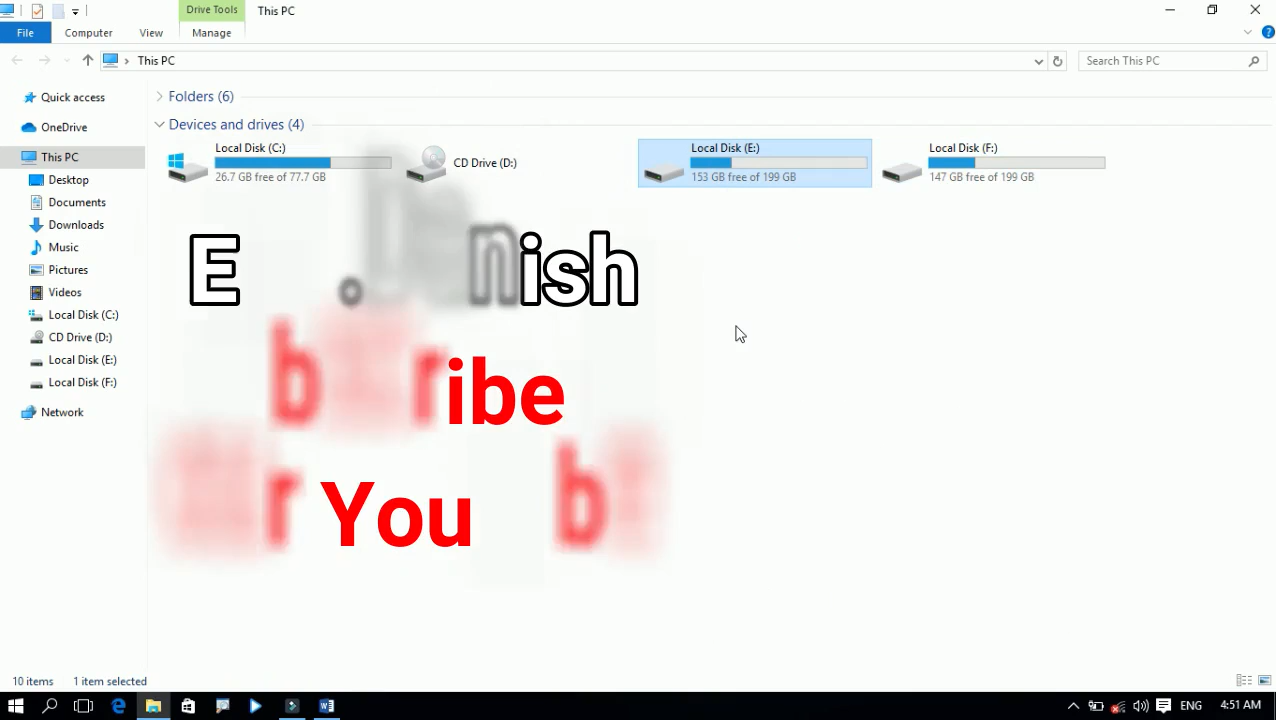 Drive Tools
This PC
File
Computer
View
Manage
This PC
Search This PC
Quick access
OneDrive
This PC
Desktop
Documents
Downloads
Music
Pictures
Videos
Local Disk (C:)
CD Drive (D:)
Local Disk (E:)
Local Disk (F:)
Network
Folders (6)
Devices and drives (4)
Local Disk (C:)
26.7 GB free of 77.7 GB
CD Drive (D:)
Local Disk (E:)
153 GB free of 199 GB
Local Disk (F:)
147 GB free of 199 GB
You
10 items 1 item selected
ENG
4:51 AM